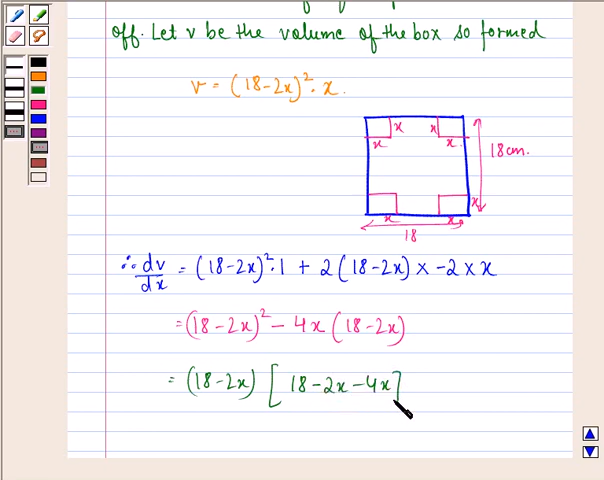 off. Let v be the volume of the box so formed
v = (18-2x)² · x.
x x x x
18cm.
x x x
18
∴ dv/dx = (18-2x)² · 1 + 2(18-2x) × -2 × x
= (18-2x)² - 4x (18-2x)
= (18-2x) [18-2x-4x]